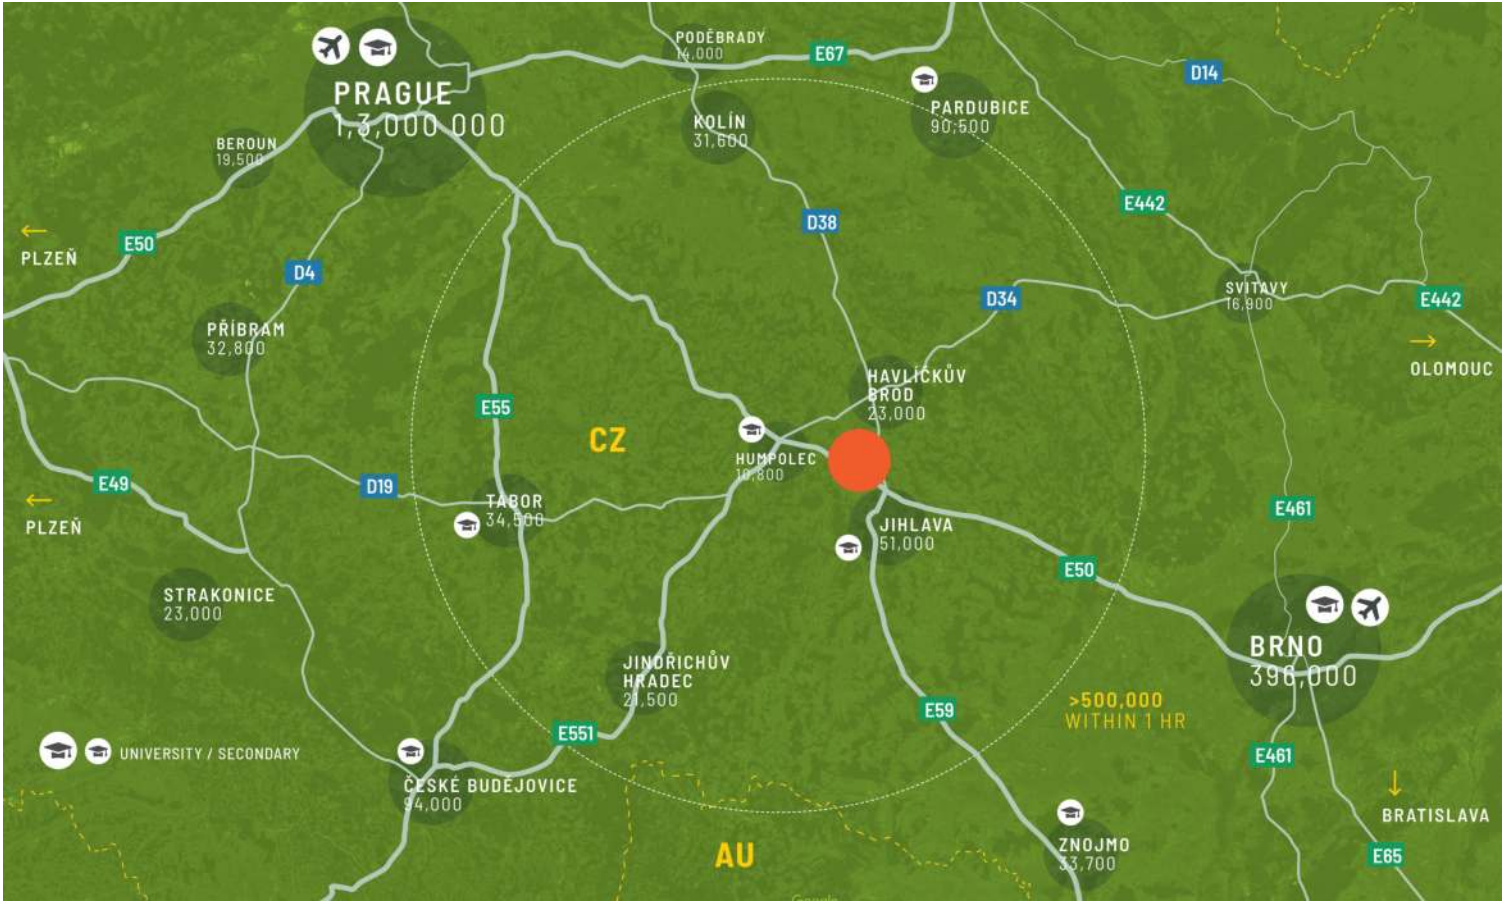 PODĚBRADY
14,000
E67
D14
PRAGUE
1,3,000 000
PARDUBICE
90,500
KOLÍN
31,600
BEROUN
19,500
E442
D38
E50
PLZEŇ
D4
SVITAVY
16,900
D34
E442
PŘÍBRAM
32,800
OLOMOUC
HAVLÍČKŮV
BROD
23,000
E55
CZ
HUMPOLEC
10,800
E49
D19
PLZEŇ
TÁBOR
34,500
E461
JIHLAVA
51,000
E50
STRAKONICE
23,000
BRNO
396,000
JINDŘICHŮV
HRADEC
21,500
>500,000
WITHIN 1 HR
E59
E551
UNIVERSITY / SECONDARY
E461
ČESKÉ BUDĚJOVICE
94,000
BRATISLAVA
AU
ZNOJMO
33,700
E65